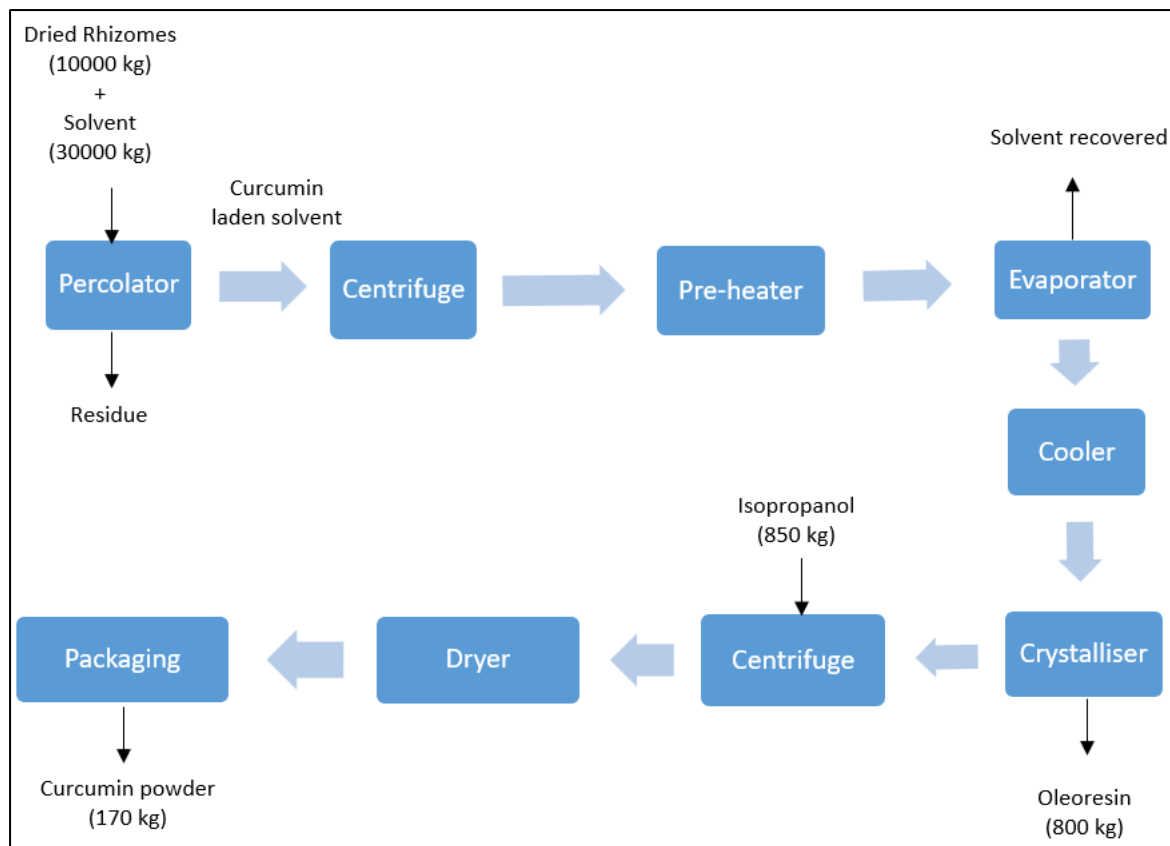 Dried Rhizomes
(10000 kg)
+
Solvent
(30000 kg)
Solvent recovered
Curcumin
laden solvent
Percolator
Centrifuge
Pre-heater
Evaporator
Residue
Cooler
Isopropanol
(850 kg)
Packaging
Dryer
Centrifuge
Crystalliser
Curcumin powder
(170 kg)
Oleoresin
(800 kg)